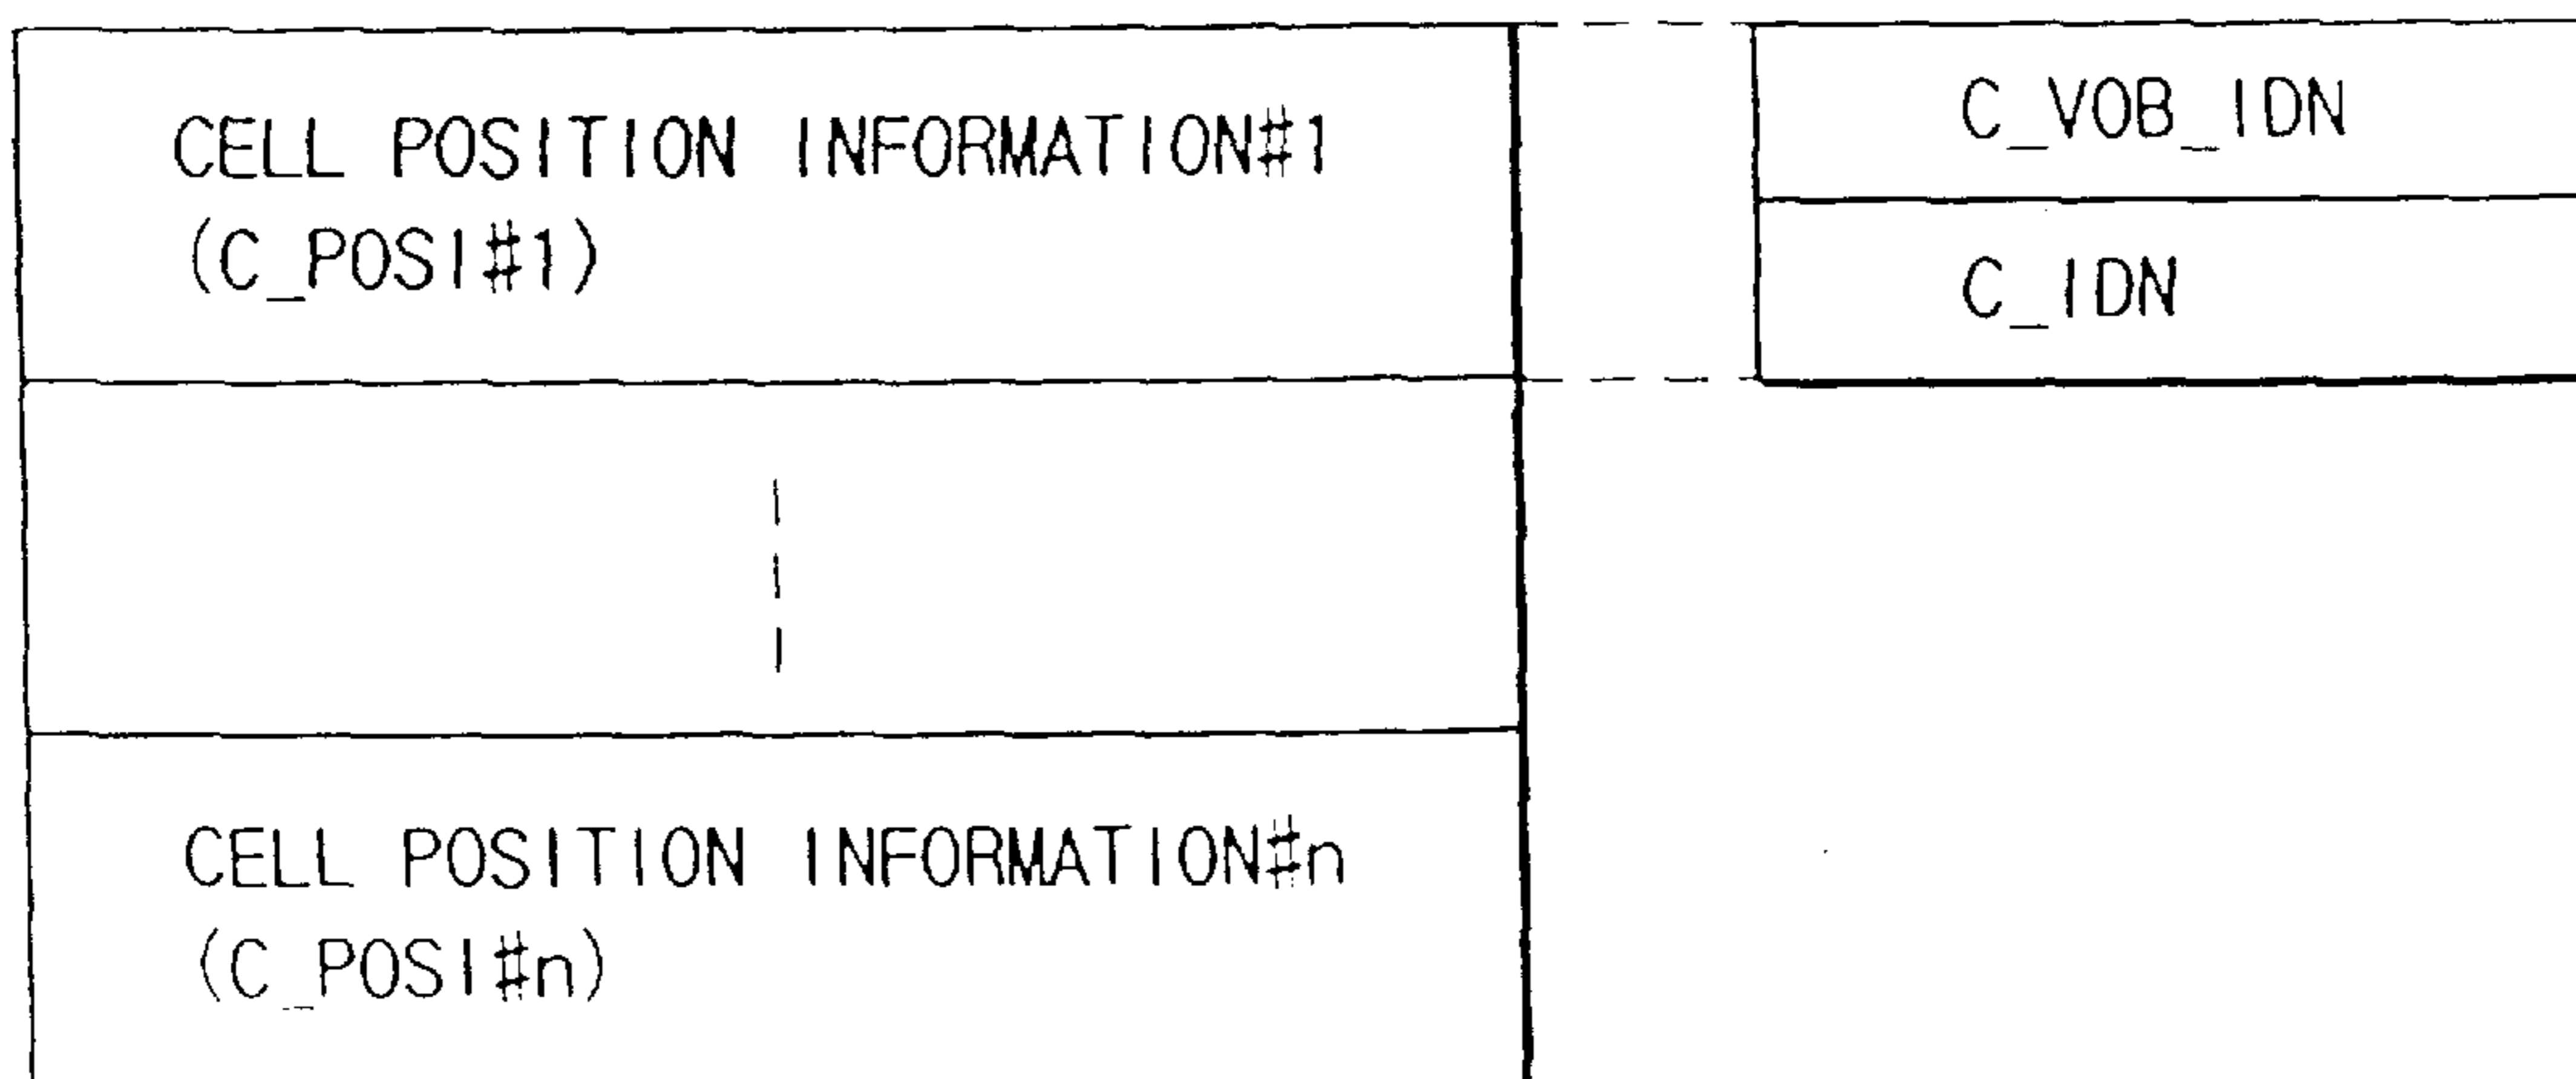 CELL POSITION INFORMATION#1
(C_POSI#1)
C_VOB_IDN
C_IDN
CELL POSITION INFORMATION#n
(C_POSI#n)